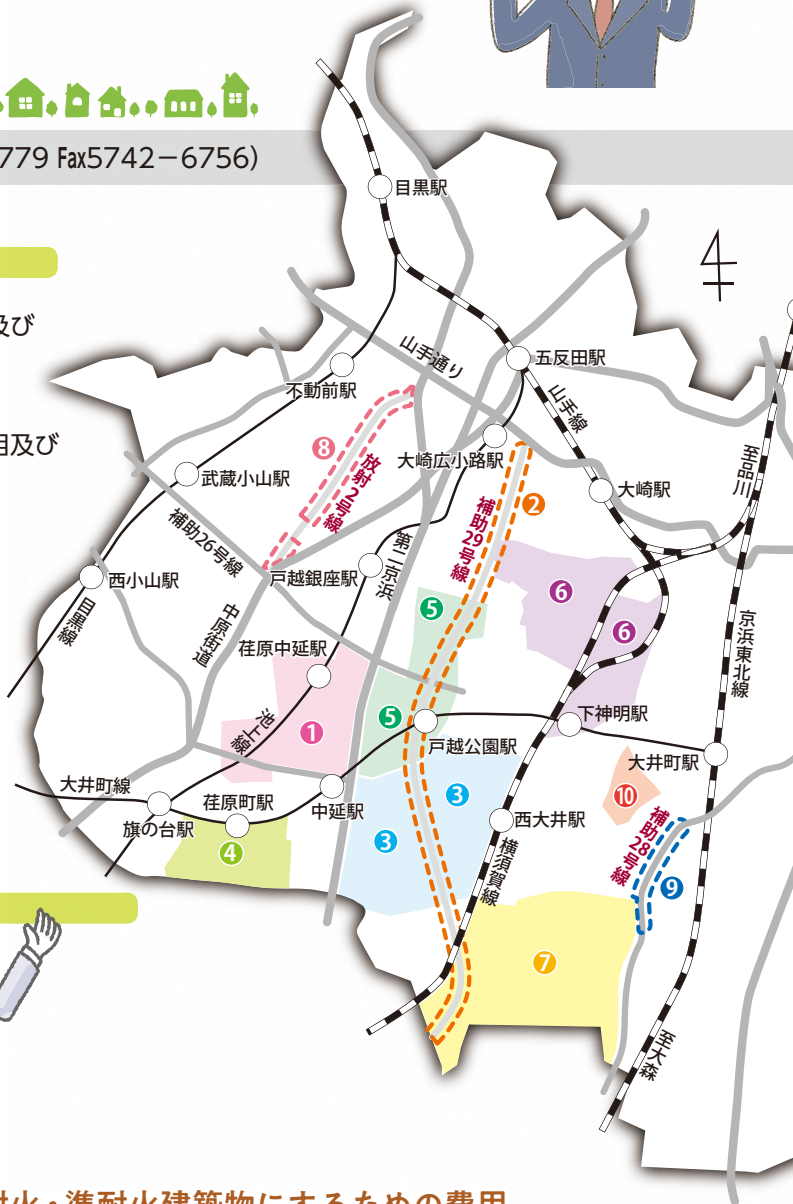 779 Fax5742－6756)
目黒駅
及び
山手通り
五反田駅
不動前駅
山手線
用及び
⑧
放射2号線
大崎広小路駅
至品川
武蔵小山駅
大崎駅
②
補助29号線
補助26号線
第二京浜
戸越銀座駅
西小山駅
⑤
⑥
目黒線
中原街道
⑥
京浜東北線
荏原中延駅
①
池上線
⑤
下神明駅
戸越公園駅
大井町駅
大井町線
荏原町駅
中延駅
③
⑩
旗の台駅
④
③
西大井駅
補助28号線
横須賀線
⑨
⑦
至大森
耐火・準耐火建築物にするための費用